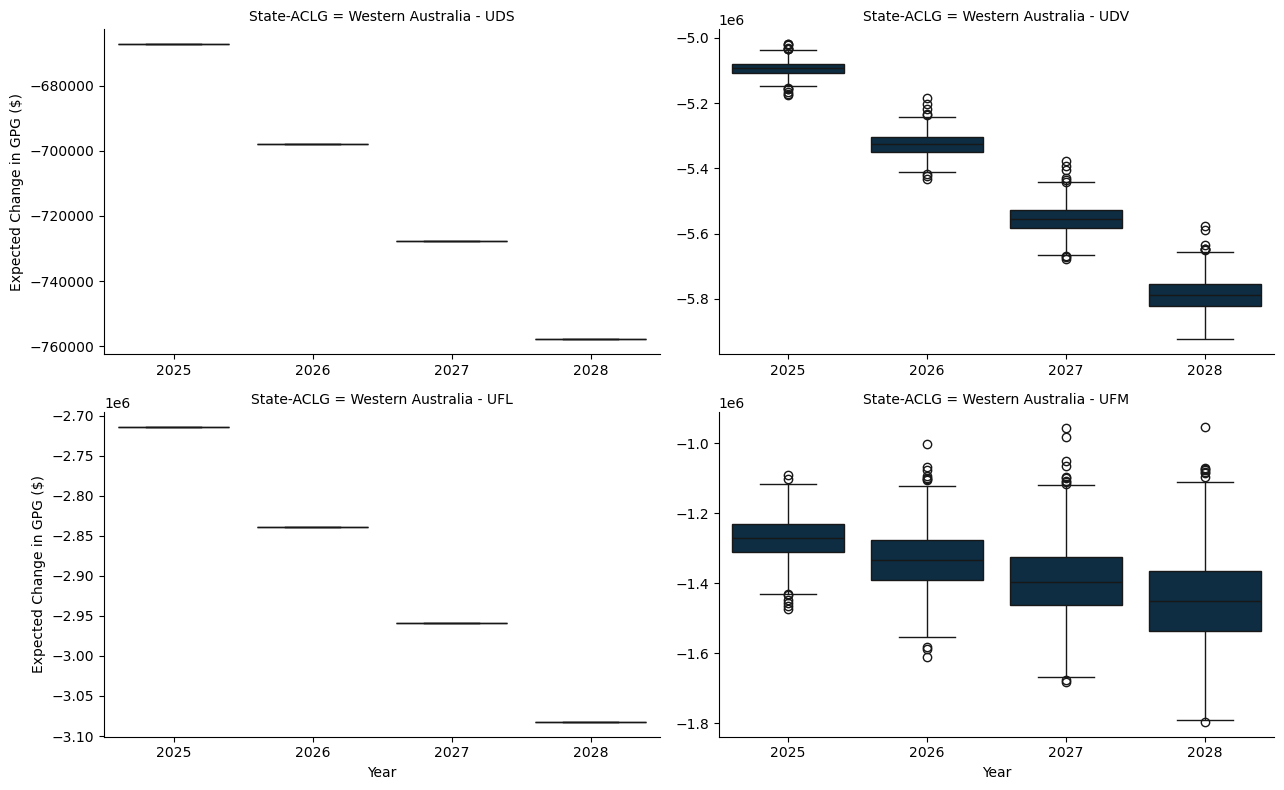 State-ACLG = Western Australia - UDS
Expected Change in GPG ($)
−680000
−700000
−720000
−740000
−760000
2025 2026 2027 2028
State-ACLG = Western Australia - UDV
1e6
−5.0
−5.2
−5.4
−5.6
−5.8
2025 2026 2027 2028
State-ACLG = Western Australia - UFL
1e6
Expected Change in GPG ($)
−2.70
−2.75
−2.80
−2.85
−2.90
−2.95
−3.00
−3.05
−3.10
2025 2026 2027 2028
Year
State-ACLG = Western Australia - UFM
1e6
−1.0
−1.2
−1.4
−1.6
−1.8
2025 2026 2027 2028
Year